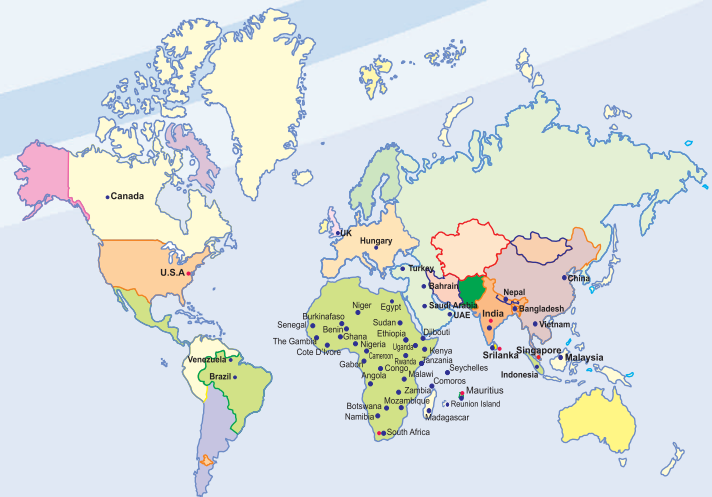 Canada
UK
Hungary
U.S.A
Turkey
China
Bahrain
Nepal
Niger
Egypt
Saudi Arabia
Bangladesh
UAE
India
Burkinafaso
Senegal
Sudan
Vietnam
Benin
Ethiopia
Djibouti
Ghana
The Gambia
Nigeria
Uganda
Cote D'Ivore
Kenya
Singapore
Srilanka
Malaysia
Cameroon
Rwanda
Tanzania
Venezuela
Gabon
Congo
Seychelles
Indonesia
Brazil
Angola
Malawi
Comoros
Zambia
Mauritius
Mozambique
Reunion Island
Botswana
Namibia
Madagascar
South Africa